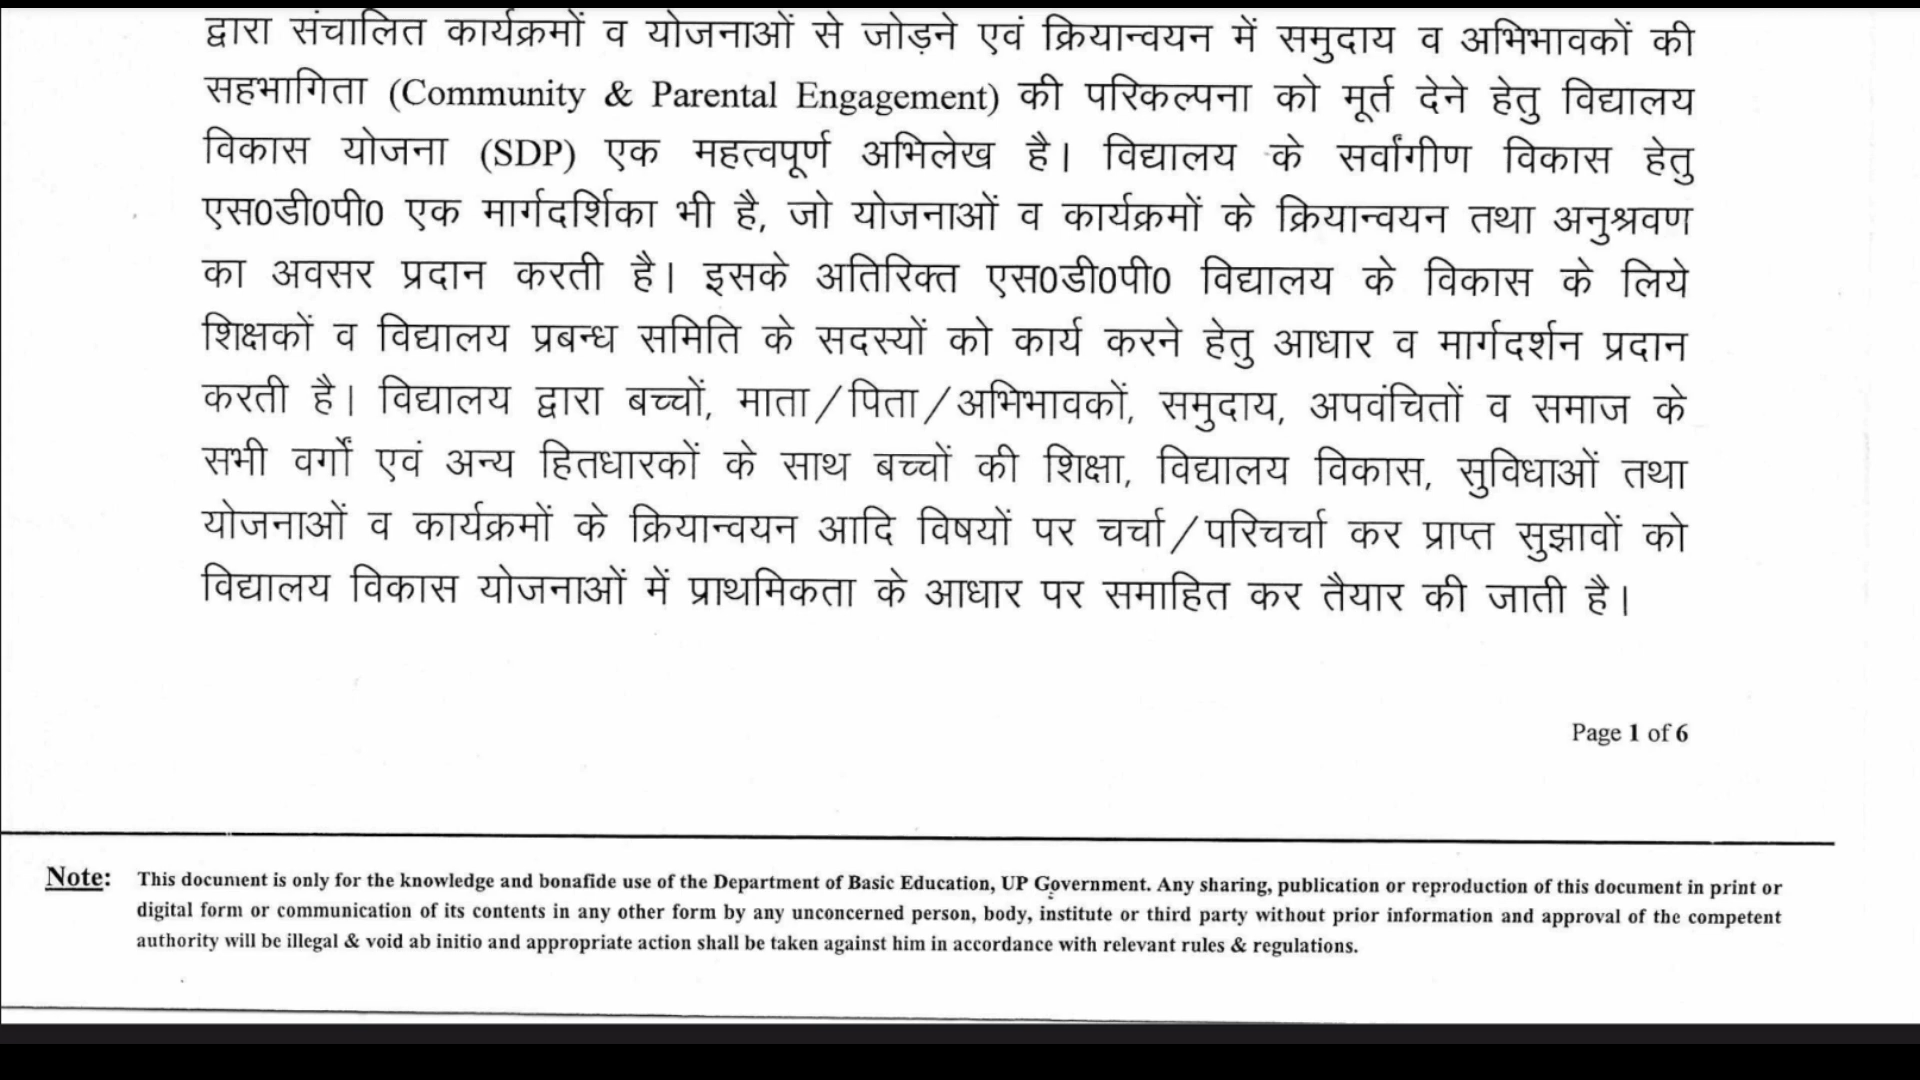 द्वारा संचालित कार्यक्रमों व योजनाओं से जोड़ने एवं क्रियान्वयन में समुदाय व अभिभावकों की
सहभागिता (Community & Parental Engagement) की परिकल्पना को मूर्त देने हेतु विद्यालय
विकास योजना (SDP) एक महत्वपूर्ण अभिलेख है। विद्यालय के सर्वांगीण विकास हेतु
एस0डी0पी0 एक मार्गदर्शिका भी है, जो योजनाओं व कार्यक्रमों के क्रियान्वयन तथा अनुश्रवण
का अवसर प्रदान करती है। इसके अतिरिक्त एस0डी0पी0 विद्यालय के विकास के लिये
शिक्षकों व विद्यालय प्रबन्ध समिति के सदस्यों को कार्य करने हेतु आधार व मार्गदर्शन प्रदान
करती है। विद्यालय द्वारा बच्चों, माता/पिता/अभिभावकों, समुदाय, अपवंचितों व समाज के
सभी वर्गों एवं अन्य हितधारकों के साथ बच्चों की शिक्षा, विद्यालय विकास, सुविधाओं तथा
योजनाओं व कार्यक्रमों के क्रियान्वयन आदि विषयों पर चर्चा/परिचर्चा कर प्राप्त सुझावों को
विद्यालय विकास योजनाओं में प्राथमिकता के आधार पर समाहित कर तैयार की जाती है।
Page 1 of 6
Note: This document is only for the knowledge and bonafide use of the Department of Basic Education, UP Government. Any sharing, publication or reproduction of this document in print or
digital form or communication of its contents in any other form by any unconcerned person, body, institute or third party without prior information and approval of the competent
authority will be illegal & void ab initio and appropriate action shall be taken against him in accordance with relevant rules & regulations.